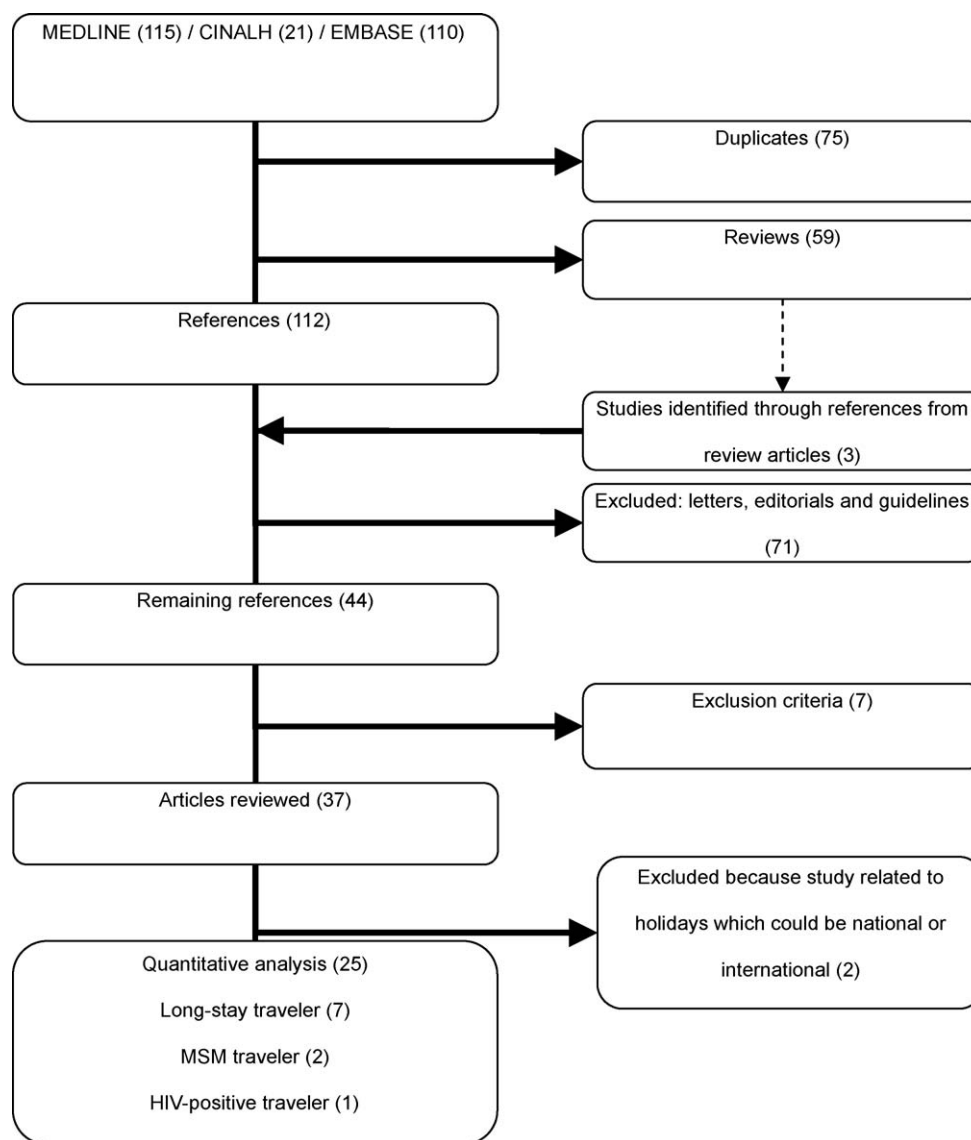 MEDLINE (115) / CINALH (21) / EMBASE (110)
Duplicates (75)
Reviews (59)
References (112)
Studies identified through references from
review articles (3)
Excluded: letters, editorials and guidelines
(71)
Remaining references (44)
Exclusion criteria (7)
Articles reviewed (37)
Excluded because study related to
holidays which could be national or
international (2)
Quantitative analysis (25)
Long-stay traveler (7)
MSM traveler (2)
HIV-positive traveler (1)